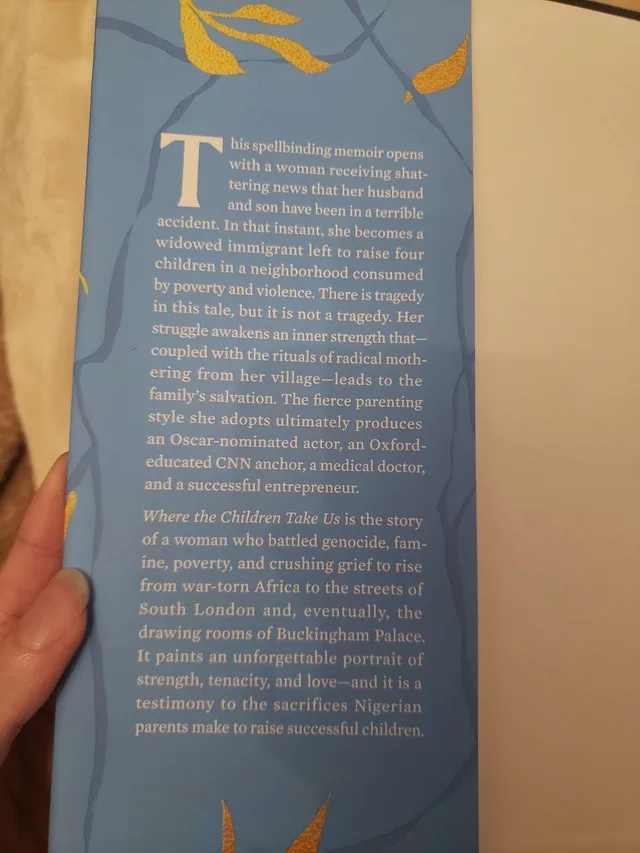 This spellbinding memoir opens
with a woman receiving shat-
tering news that her husband
and son have been in a terrible
accident. In that instant, she becomes a
widowed immigrant left to raise four
children in a neighborhood consumed
by poverty and violence. There is tragedy
in this tale, but it is not a tragedy. Her
struggle awakens an inner strength that—
coupled with the rituals of radical moth-
ering from her village—leads to the
family's salvation. The fierce parenting
style she adopts ultimately produces
an Oscar-nominated actor, an Oxford-
educated CNN anchor, a medical doctor,
and a successful entrepreneur.
Where the Children Take Us is the story
of a woman who battled genocide, fam-
ine, poverty, and crushing grief to rise
from war-torn Africa to the streets of
South London and, eventually, the
drawing rooms of Buckingham Palace.
It paints an unforgettable portrait of
strength, tenacity, and love—and it is a
testimony to the sacrifices Nigerian
parents make to raise successful children.